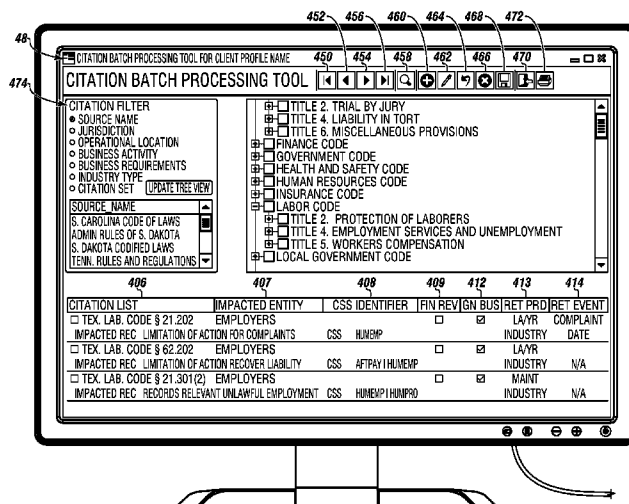 452 456 460 464 468 472
48 450 454 458 462 466 470
CITATION BATCH PROCESSING TOOL FOR CLIENT PROFILE NAME
CITATION BATCH PROCESSING TOOL
474
CITATION FILTER
SOURCE NAME
JURISDICTION
OPERATIONAL LOCATION
BUSINESS ACTIVITY
BUSINESS REQUIREMENTS
INDUSTRY TYPE
CITATION SET UPDATE TREE VIEW
SOURCE_NAME
S. CAROLINA CODE OF LAWS
ADMIN RULES OF S. DAKOTA
S. DAKOTA CODIFIED LAWS
TENN. RULES AND REGULATIONS
TITLE 2. TRIAL BY JURY
TITLE 4. LIABILITY IN TORT
TITLE 6. MISCELLANEOUS PROVISIONS
FINANCE CODE
GOVERNMENT CODE
HEALTH AND SAFETY CODE
HUMAN RESOURCES CODE
INSURANCE CODE
LABOR CODE
TITLE 2. PROTECTION OF LABORERS
TITLE 4. EMPLOYMENT SERVICES AND UNEMPLOYMENT
TITLE 5. WORKERS COMPENSATION
LOCAL GOVERNMENT CODE
406 407 408 409 412 413 414
CITATION LIST IMPACTED ENTITY CSS IDENTIFIER FIN REV GN BUS RET PRD RET EVENT
TEX. LAB. CODE § 21.202 EMPLOYERS LA/YR COMPLAINT
IMPACTED REC LIMITATION OF ACTION FOR COMPLAINTS CSS HUMEMP INDUSTRY DATE
TEX. LAB. CODE § 62.202 EMPLOYERS LA/YR
IMPACTED REC LIMITATION OF ACTION RECOVER LIABILITY CSS AFTPAY I HUMEMP INDUSTRY N/A
TEX. LAB. CODE § 21.301(2) EMPLOYERS MAINT
IMPACTED REC RECORDS RELEVANT UNLAWFUL EMPLOYMENT CSS HUMEMP I HUMPRO INDUSTRY N/A